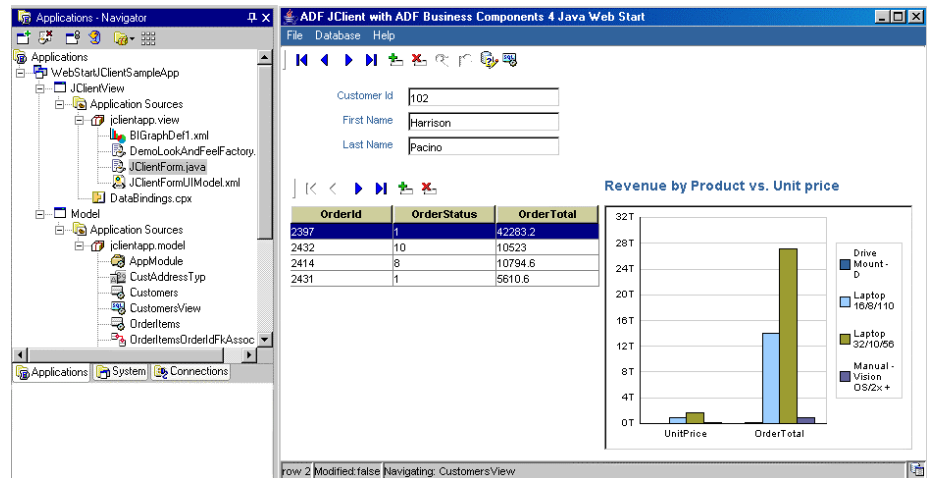 Applications - Navigator
Applications
WebStartJClientSampleApp
JClientView
Application Sources
jclientapp.view
BIGraphDef1.xml
DemoLookAndFeelFactory.
JClientForm.java
JClientFormUIModel.xml
DataBindings.cpx
Model
Application Sources
jclientapp.model
AppModule
CustAddressTyp
Customers
CustomersView
OrderItems
OrderItemsOrderIdFkAssoc
Applications System Connections
ADF JClient with ADF Business Components 4 Java Web Start
File Database Help
Customer Id 102
First Name Harrison
Last Name Pacino
OrderId OrderStatus OrderTotal
2397 1 42283.2
2432 10 10523
2414 8 10794.6
2431 1 5610.6
Revenue by Product vs. Unit price
32T
28T
24T
20T
16T
12T
8T
4T
0T
UnitPrice OrderTotal
Drive
Mount -
D
Laptop
16/8/110
Laptop
32/10/56
Manual -
Vision
OS/2x +
row 2 Modified:false Navigating: CustomersView